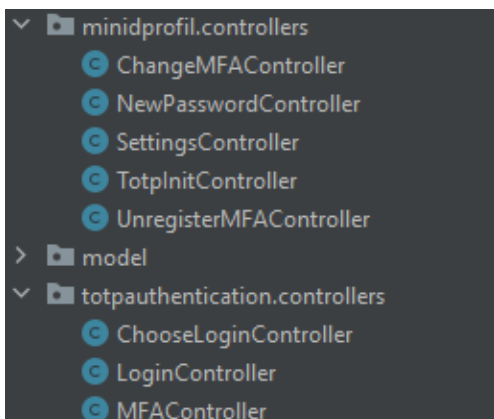 minidprofil.controllers
C ChangeMFAController
C NewPasswordController
C SettingsController
C TotpInitController
C UnregisterMFAController
model
totpauthentication.controllers
C ChooseLoginController
C LoginController
C MFAController